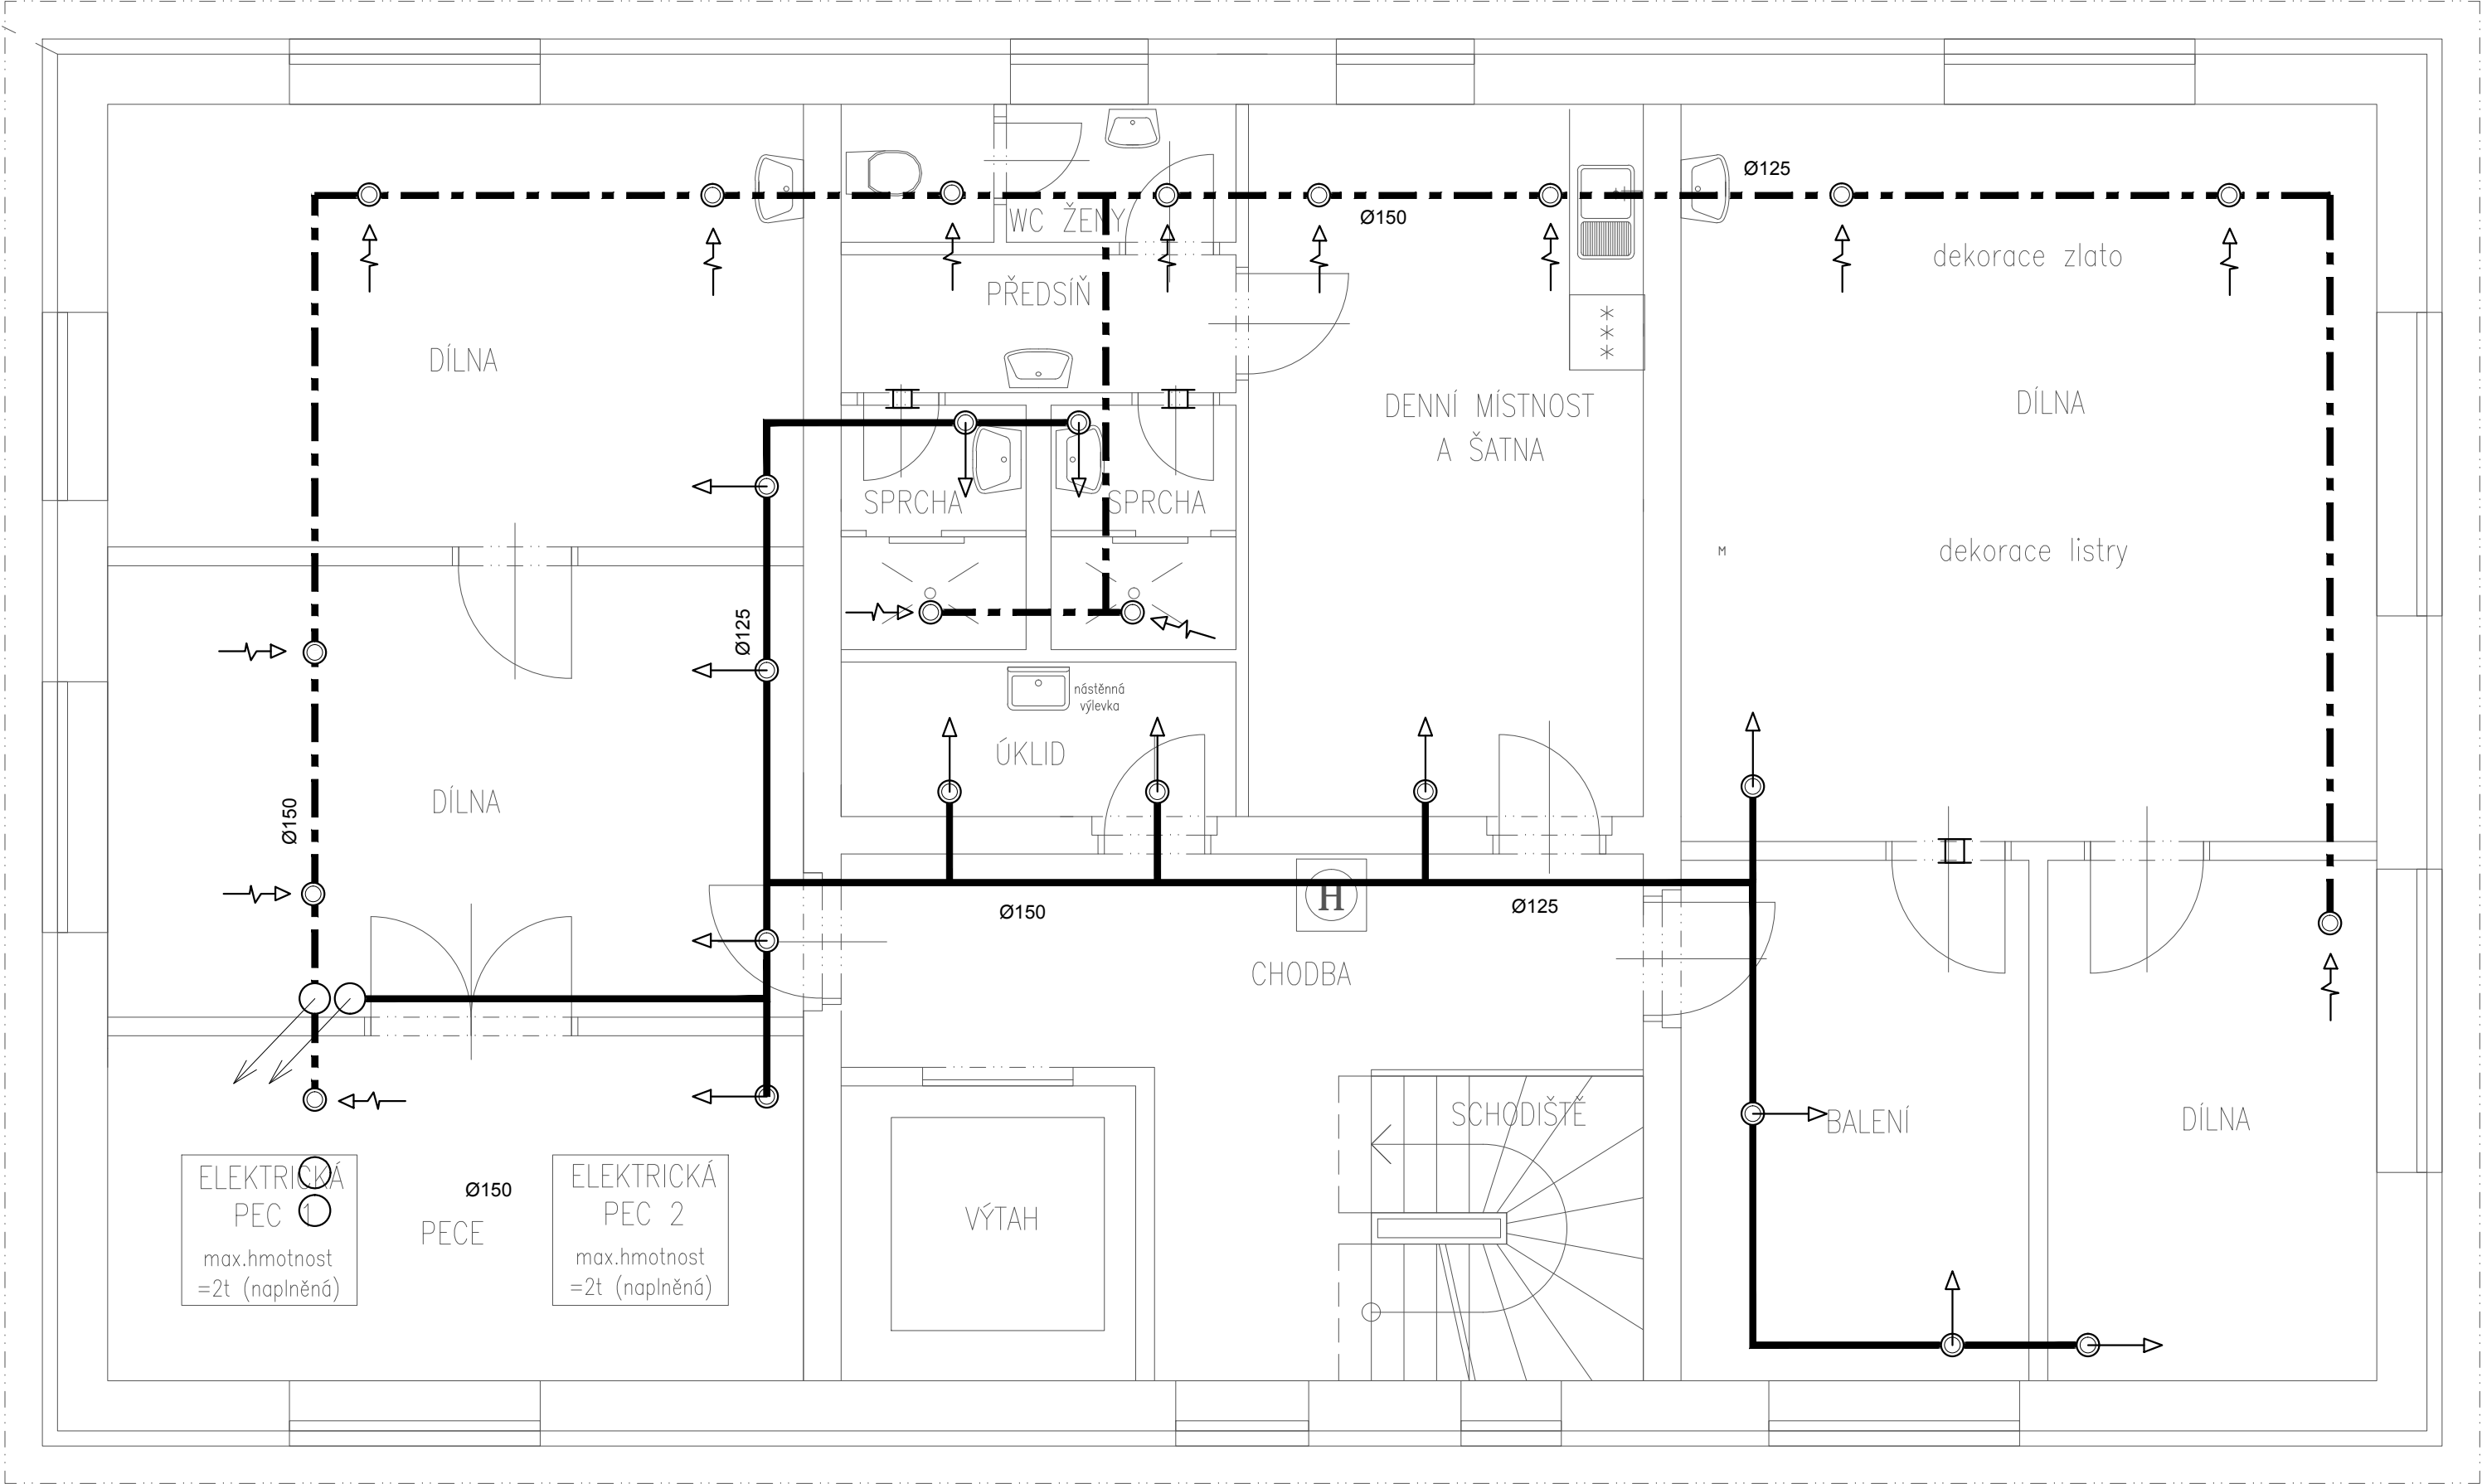 Ø125
WC ŽENY
Ø150
dekorace zlato
PŘEDSÍŇ
DÍLNA
DENNÍ MÍSTNOST
A ŠATNA
DÍLNA
SPRCHA
SPRCHA
M
dekorace listry
Ø125
nástěnná
výlevka
ÚKLID
DÍLNA
Ø150
H
Ø150
Ø125
CHODBA
SCHODIŠTĚ
BALENÍ
DÍLNA
ELEKTRICKÁ
PEC 1
max.hmotnost
=2t (naplněná)
Ø150
PECE
ELEKTRICKÁ
PEC 2
max.hmotnost
=2t (naplněná)
VÝTAH